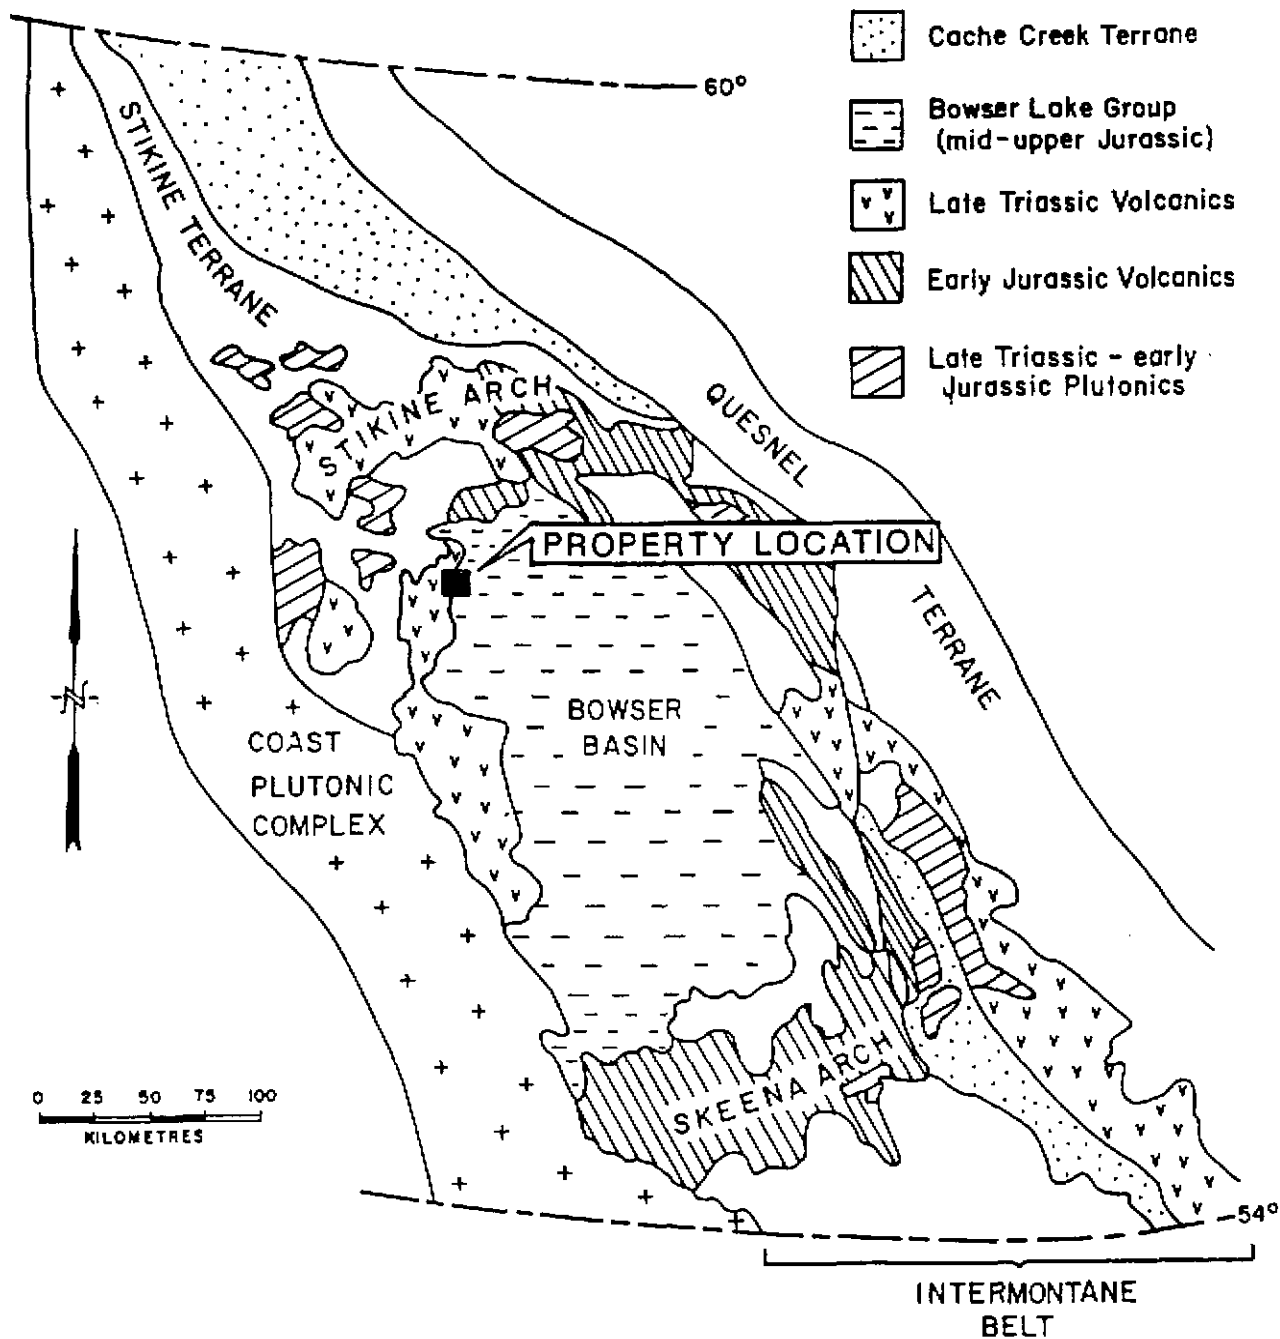 60°
Cache Creek Terrane
Bowser Lake Group
(mid-upper Jurassic)
Late Triassic Volcanics
Early Jurassic Volcanics
Late Triassic - early
Jurassic Plutonics
STIKINE TERRANE
STIKINE ARCH
QUESNEL
TERRANE
PROPERTY LOCATION
N
BOWSER
BASIN
COAST
PLUTONIC
COMPLEX
SKEENA ARCH
0 25 50 75 100
KILOMETRES
54°
INTERMONTANE
BELT